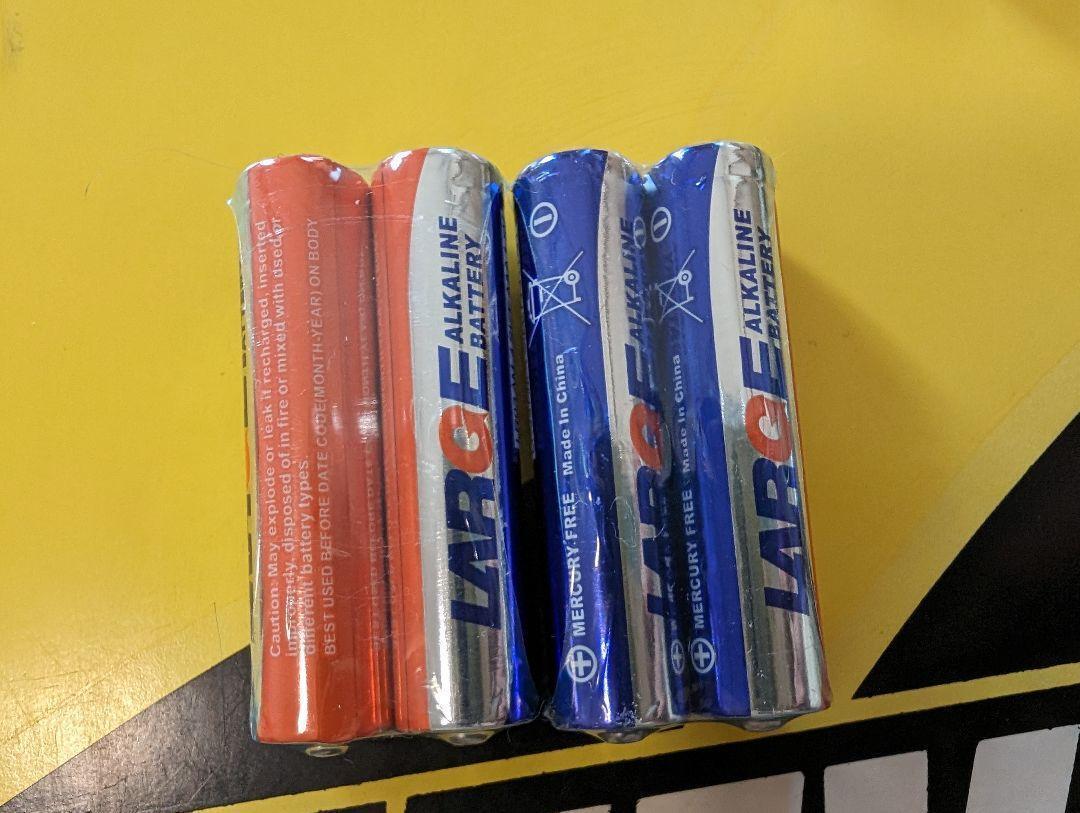 Caution: May explode or leak if recharged, inserted
improperly, disposed of in fire or mixed with used or
different battery types.
BEST USED BEFORE DATE CODE(MONTH-YEAR) ON BODY
LARGE
ALKALINE
BATTERY
MERCURY FREE Made In China
LARGE
ALKALINE
MERCURY FREE Made In China
LARGE
ALKALINE
BATTERY